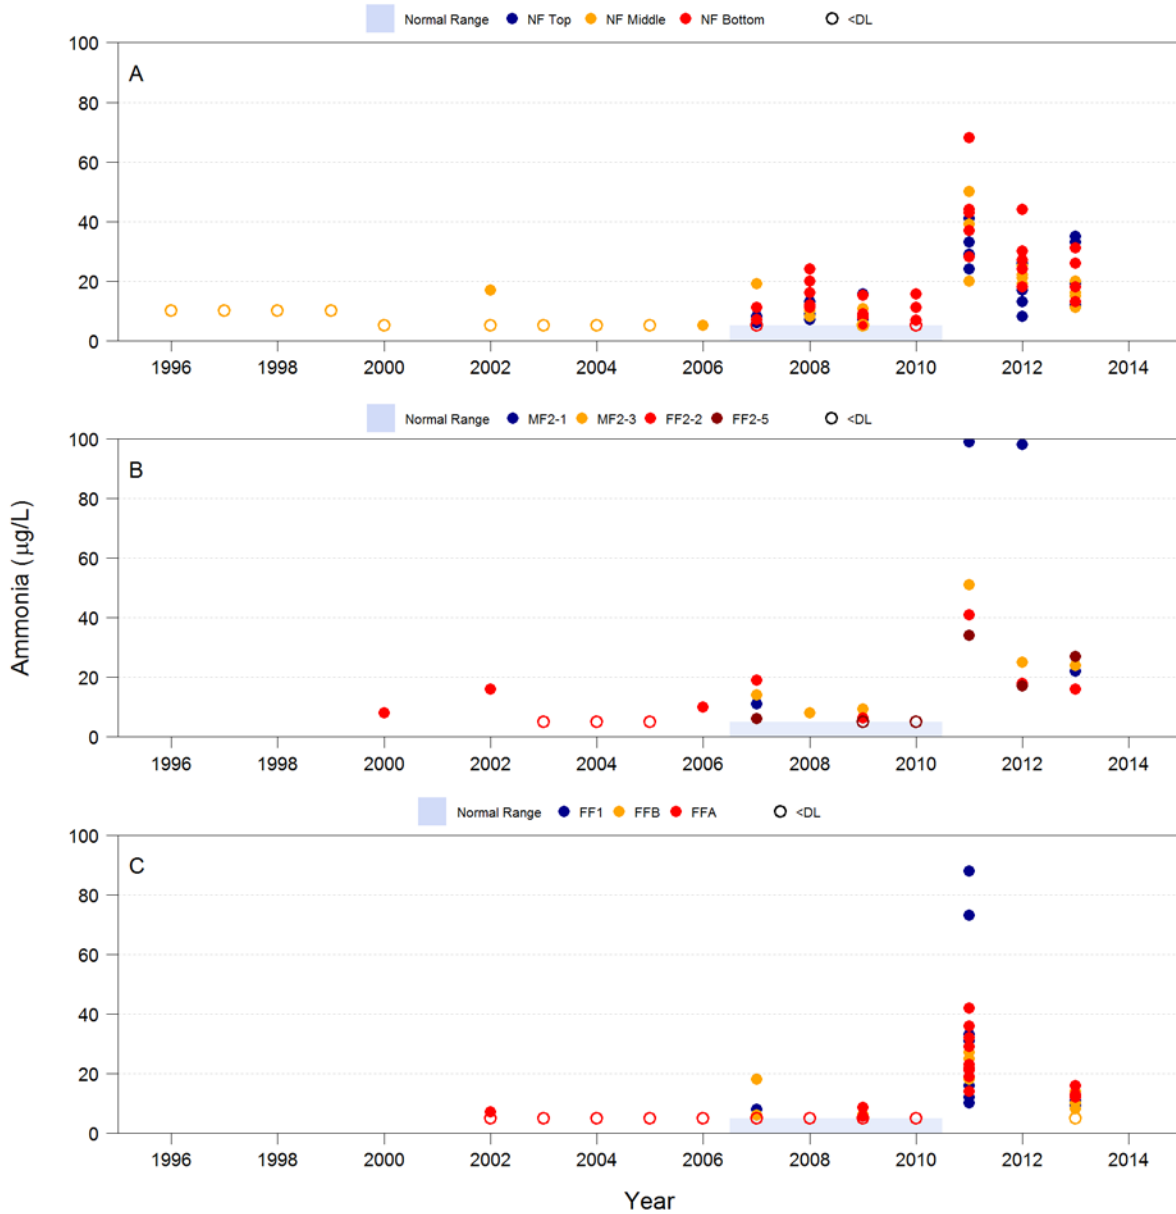 Normal Range NF Top NF Middle NF Bottom <DL
100
A
80
60
40
20
0
1996 1998 2000 2002 2004 2006 2008 2010 2012 2014
Normal Range MF2-1 MF2-3 FF2-2 FF2-5 <DL
100
B
80
60
40
20
0
1996 1998 2000 2002 2004 2006 2008 2010 2012 2014
Ammonia (μg/L)
Normal Range FF1 FFB FFA <DL
100
C
80
60
40
20
0
1996 1998 2000 2002 2004 2006 2008 2010 2012 2014
Year